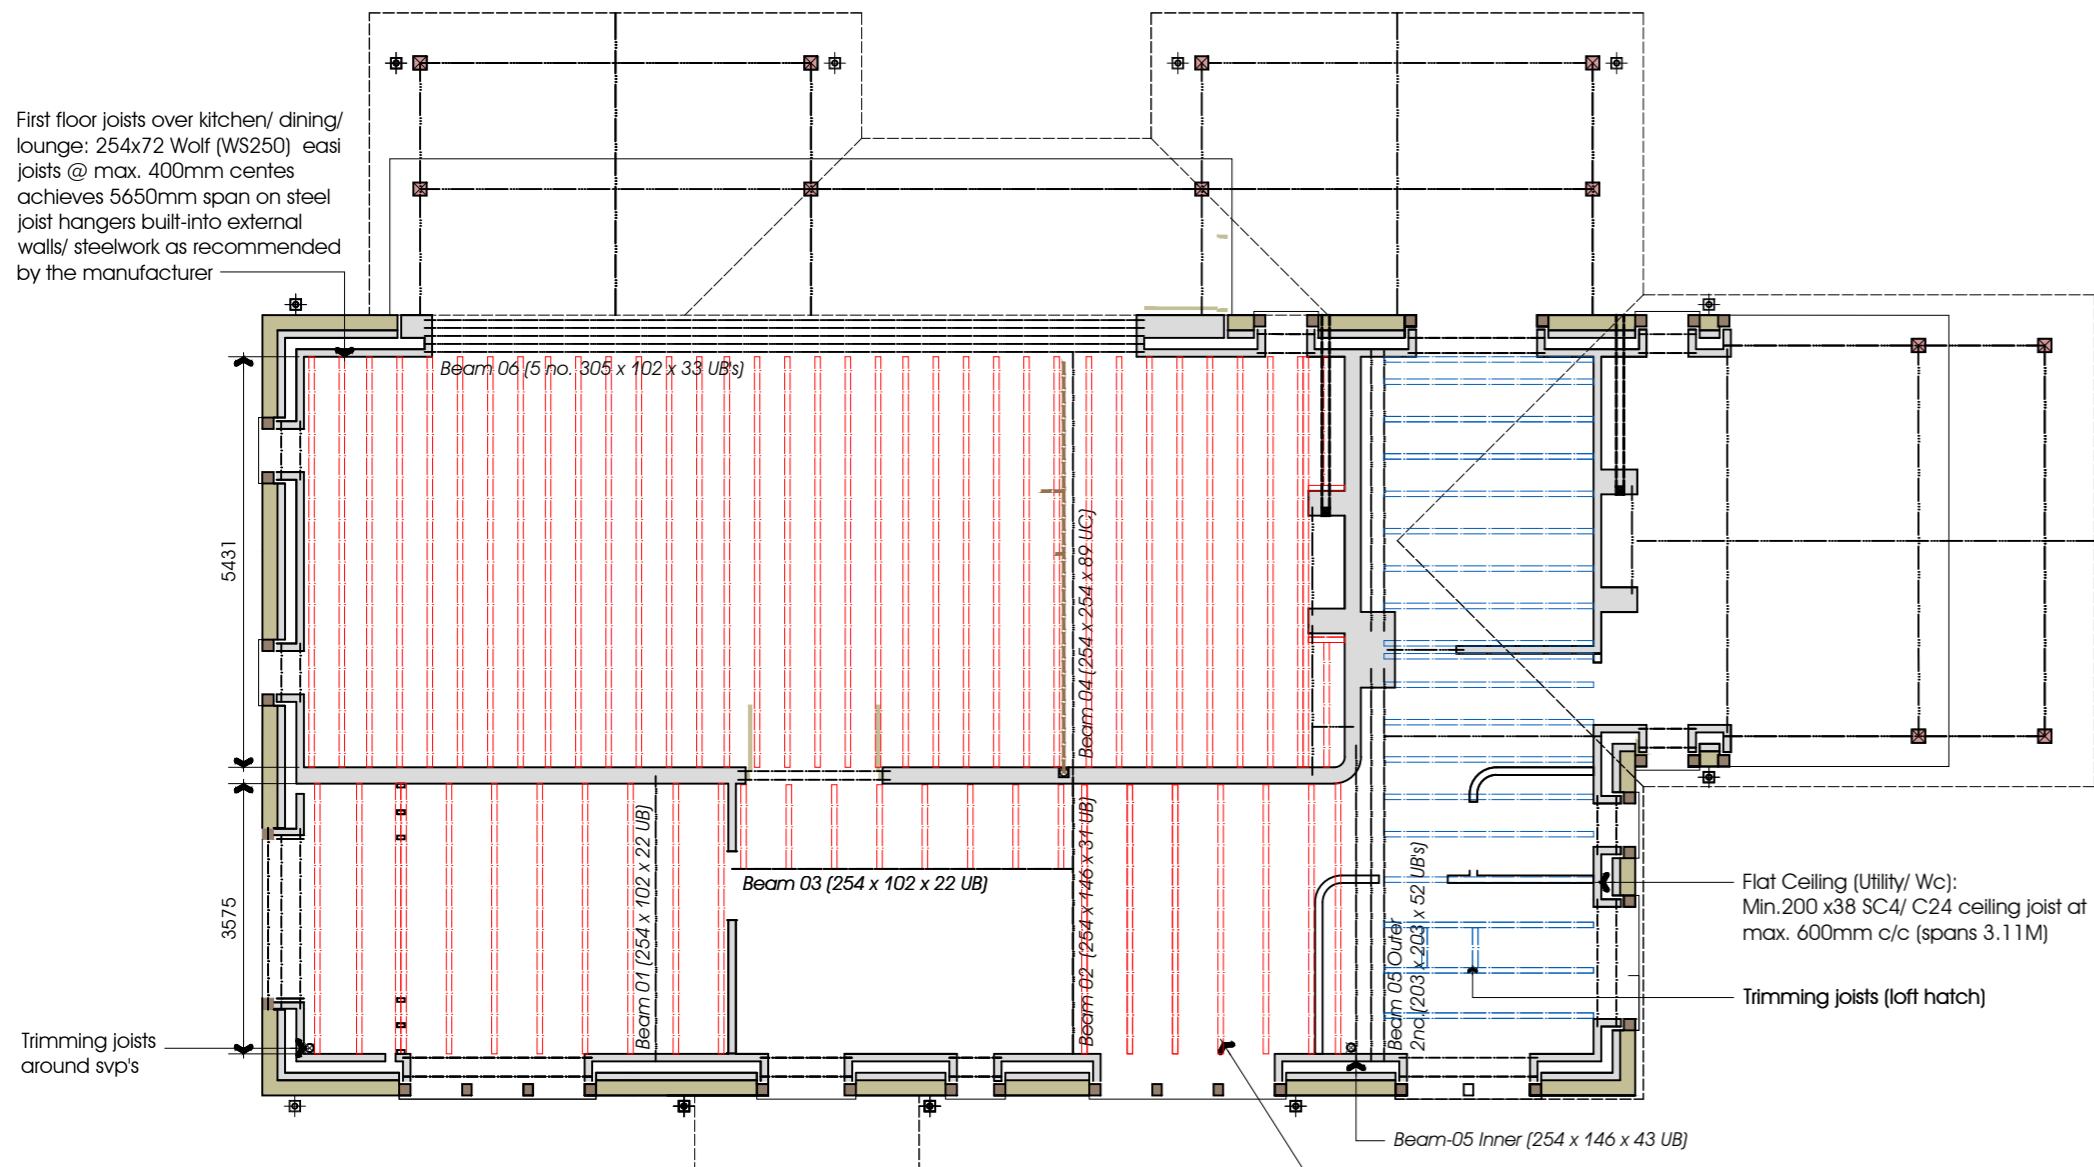 First floor joists over kitchen/ dining/
lounge: 254x72 Wolf (WS250) easi
joists @ max. 400mm centes
achieves 5650mm span on steel
joist hangers built-into external
walls/ steelwork as recommended
by the manufacturer
Beam 06 (5 no. 305 x 102 x 33 UB's)
5431
Beam 04 (254 x 254 x 89 UC)
3575
Beam 01 (254 x 102 x 22 UB)
Beam 03 (254 x 102 x 22 UB)
Beam 02 (254 x 146 x 31 UB)
Beam 05 Outer
2no.(203 x 203 x 52 UB's)
Flat Ceiling (Utility/ Wc):
Min.200 x38 SC4/ C24 ceiling joist at
max. 600mm c/c (spans 3.11M)
Trimming joists (loft hatch)
Trimming joists
around svp's
Beam-05 Inner (254 x 146 x 43 UB)